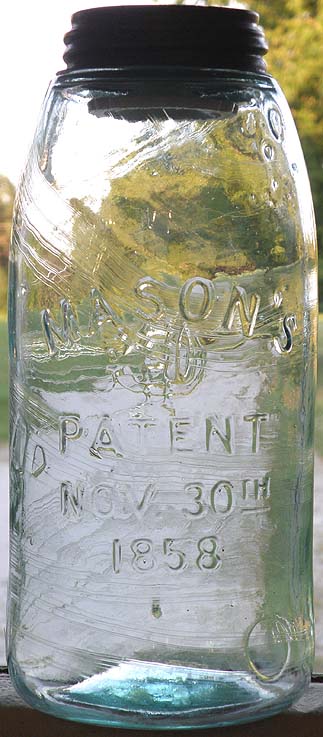 MASON'S
PATENT
NOV. 30TH
1858